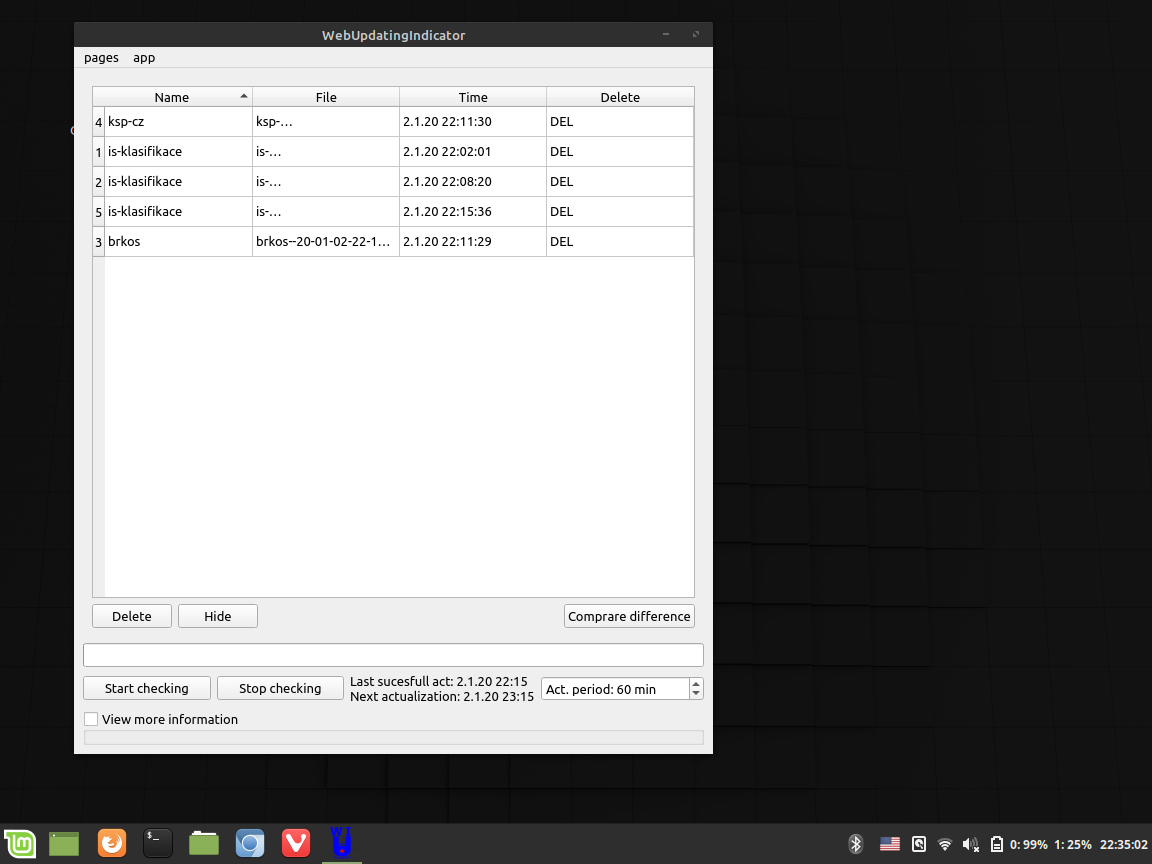 WebUpdatingIndicator
pages app
Name File Time Delete
4 ksp-cz ksp-... 2.1.20 22:11:30 DEL
1 is-klasifikace is-... 2.1.20 22:02:01 DEL
2 is-klasifikace is-... 2.1.20 22:08:20 DEL
5 is-klasifikace is-... 2.1.20 22:15:36 DEL
3 brkos brkos--20-01-02-22-1... 2.1.20 22:11:29 DEL
Delete Hide Comprare difference
Start checking Stop checking Last sucesfull act: 2.1.20 22:15
Next actualization: 2.1.20 23:15 Act. period: 60 min
View more information
$_ 0: 99% 1: 25% 22:35:02